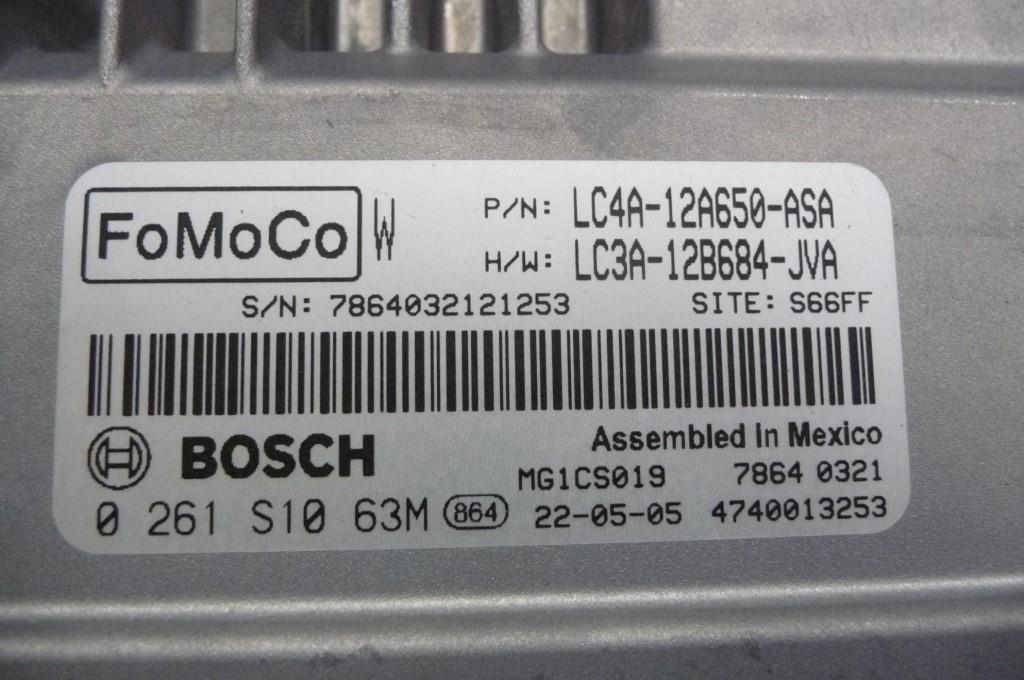 FoMoCo W P/N: LC4A-12A650-ASA
H/W: LC3A-12B684-JVA
S/N: 7864032121253 SITE: S66FF
BOSCH Assembled In Mexico
MG1CS019 7864 0321
0 261 S10 63M 864 22-05-05 4740013253